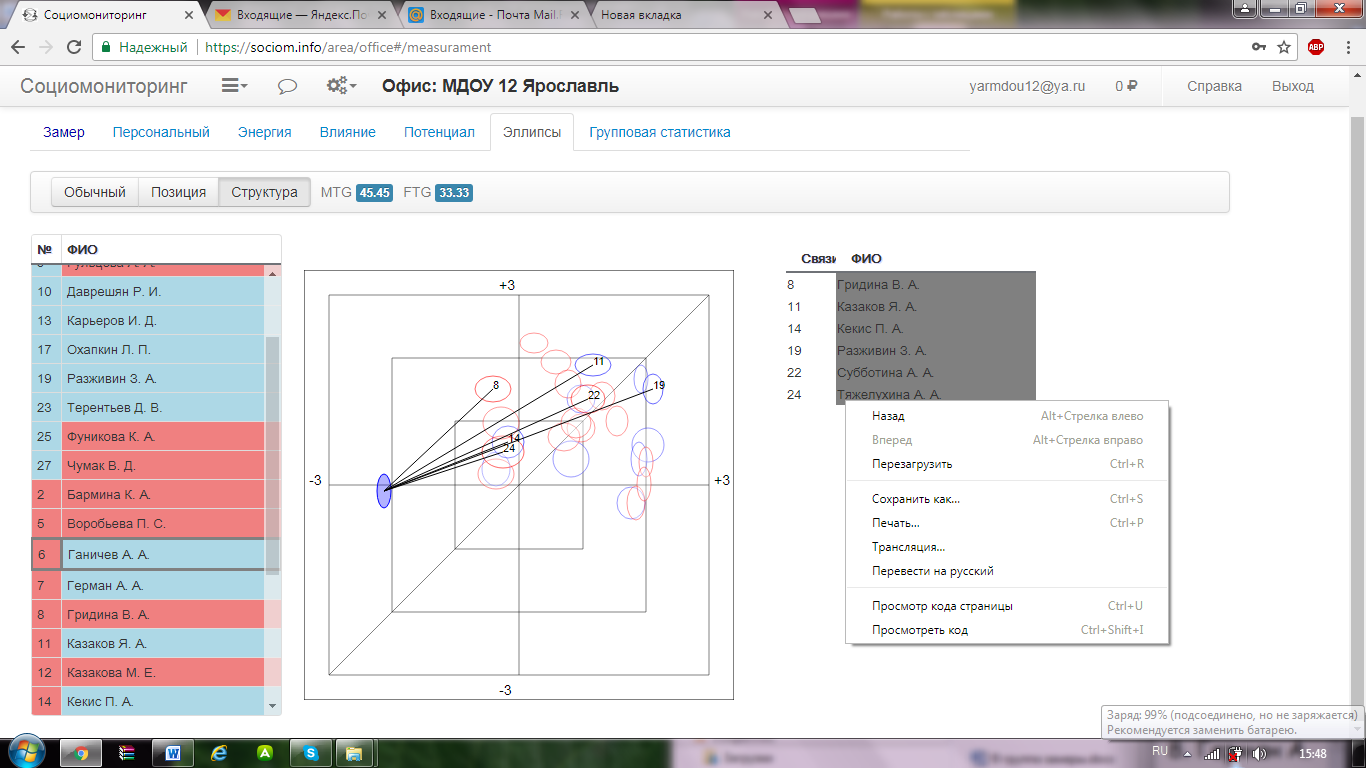 Социомониторинг
Входящие — Яндекс.По
Входящие - Почта Mail.
Новая вкладка
Надежный https://sociom.info/area/office#/measurament
ABP
Социомониторинг
Офис: МДОУ 12 Ярославль
yarmdou12@ya.ru
0 ₽
Справка
Выход
Замер
Персональный
Энергия
Влияние
Потенциал
Эллипсы
Групповая статистика
Обычный
Позиция
Структура
MTG 45.45
FTG 33.33
№ ФИО
10 Даврешян Р. И.
13 Карьеров И. Д.
17 Охапкин Л. П.
19 Разживин З. А.
23 Терентьев Д. В.
25 Фуникова К. А.
27 Чумак В. Д.
2 Бармина К. А.
5 Воробьева П. С.
6 Ганичев А. А.
7 Герман А. А.
8 Гридина В. А.
11 Казаков Я. А.
12 Казакова М. Е.
14 Кекис П. А.
+3
11
8
19
22
14
24
-3
+3
-3
Связи ФИО
8 Гридина В. А.
11 Казаков Я. А.
14 Кекис П. А.
19 Разживин З. А.
22 Субботина А. А.
24 Тяжелухина А. А.
Назад Alt+Стрелка влево
Вперед Alt+Стрелка вправо
Перезагрузить Ctrl+R
Сохранить как... Ctrl+S
Печать... Ctrl+P
Трансляция...
Перевести на русский
Просмотр кода страницы Ctrl+U
Просмотреть код Ctrl+Shift+I
Заряд: 99% (подсоединено, но не заряжается)
Рекомендуется заменить батарею.
RU
15:48